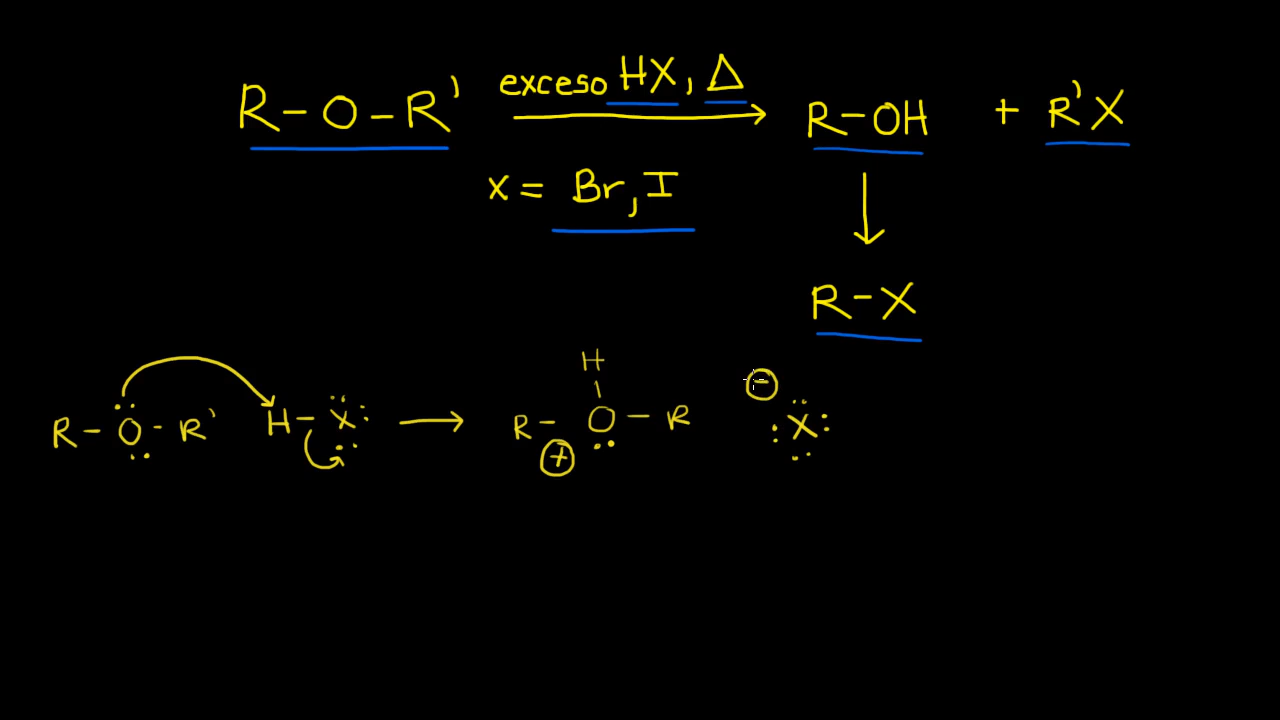 R-O-R' exceso HX, Δ R-OH + R'X
x = Br, I
R-X
H
R-O-R' H-X: → R-O-R :X:
⊕ ⊖